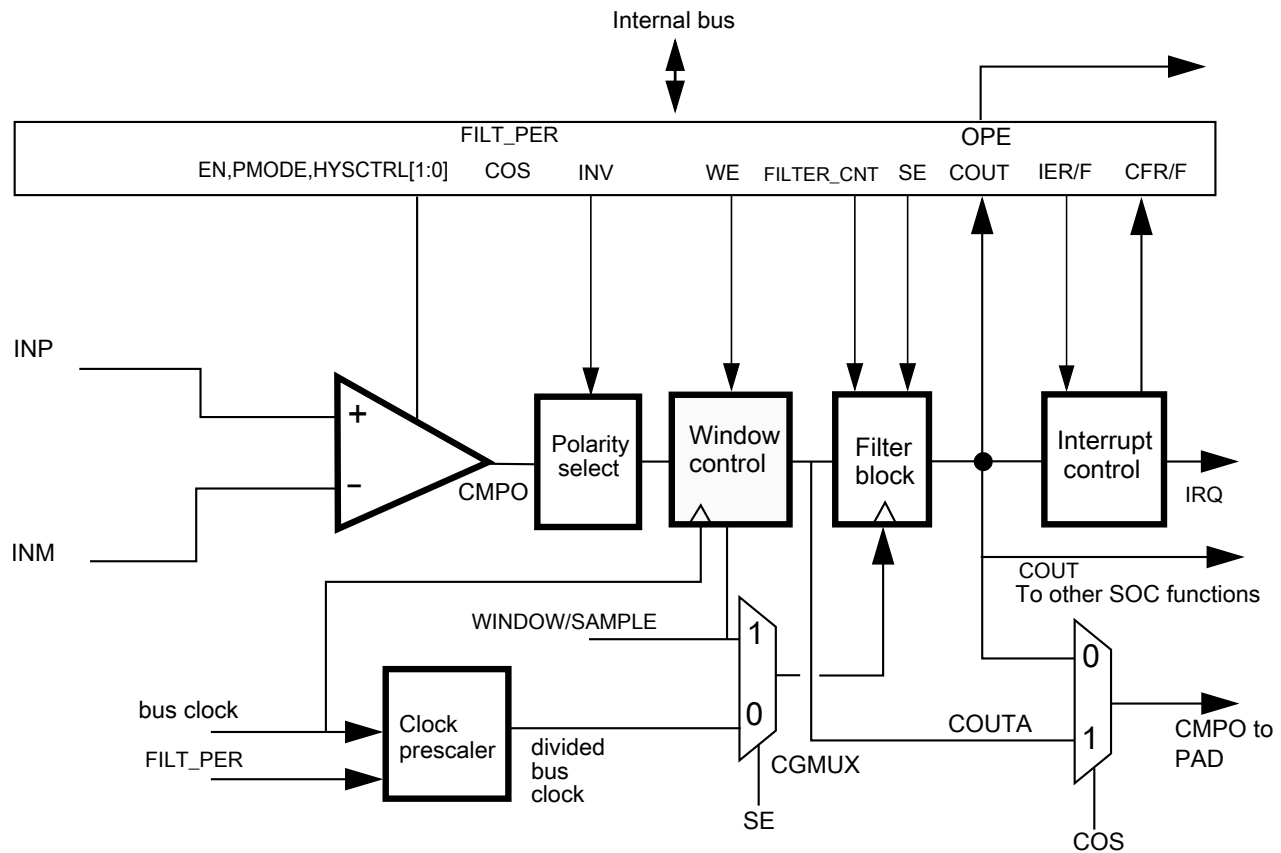 Internal bus
FILT_PER
OPE
EN,PMODE,HYSCTRL[1:0]
COS
INV
WE
FILTER_CNT
SE
COUT
IER/F
CFR/F
INP
+
−
INM
CMPO
Polarity
select
Window
control
Filter
block
Interrupt
control
IRQ
COUT
To other SOC functions
WINDOW/SAMPLE
1
0
CGMUX
SE
bus clock
FILT_PER
Clock
prescaler
divided
bus
clock
COUTA
0
1
CMPO to
PAD
COS